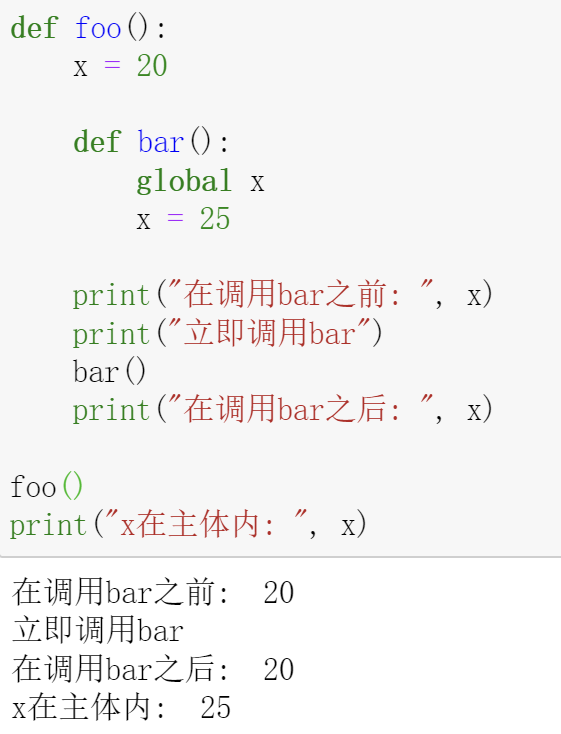 def foo():
    x = 20
    def bar():
        global x
        x = 25
    print("在调用bar之前: ", x)
    print("立即调用bar")
    bar()
    print("在调用bar之后: ", x)
foo()
print("x在主体内: ", x)
在调用bar之前:  20
立即调用bar
在调用bar之后:  20
x在主体内:  25